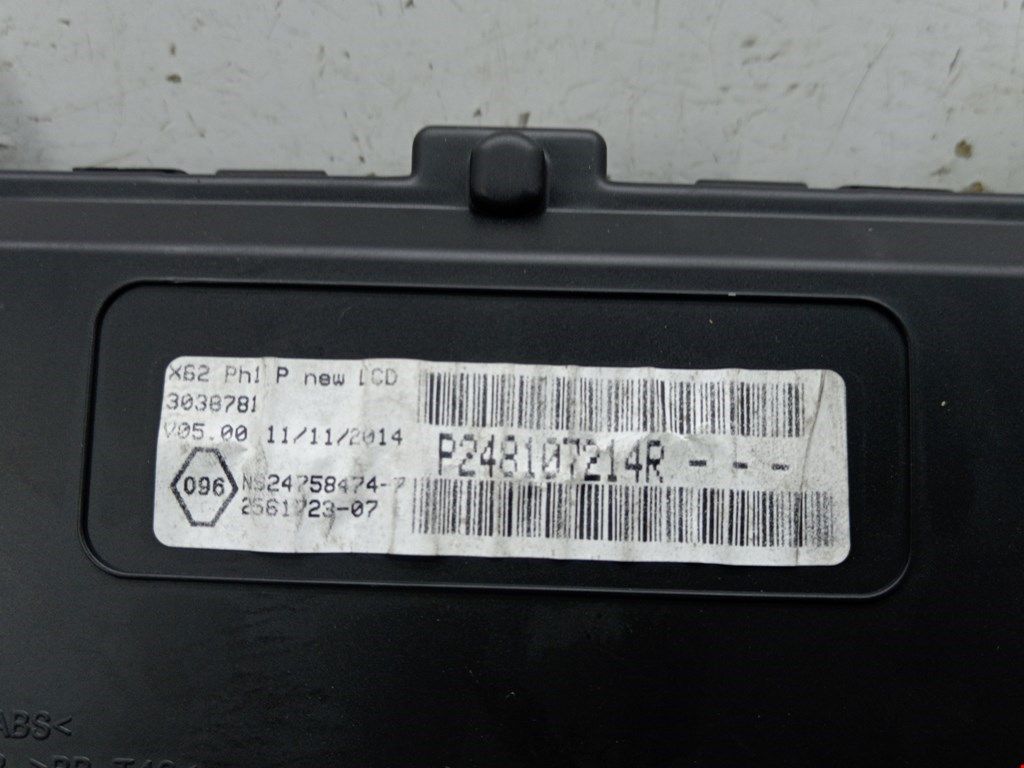 X62 Ph1 P new LCD
3038781
V05.00 11/11/2014
096
NS24758474-7
2561723-07
P248107214R - - -
ABS<